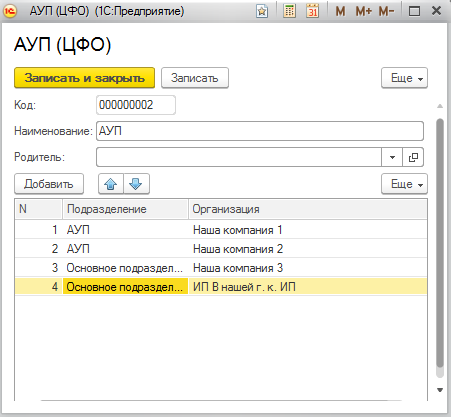 АУП (ЦФО) (1С:Предприятие)
31 M M+ M-
АУП (ЦФО)
Записать и закрыть Записать Еще
Код: 000000002
Наименование: АУП
Родитель:
Добавить Еще
N Подразделение Организация
1 АУП Наша компания 1
2 АУП Наша компания 2
3 Основное подраздел... Наша компания 3
4 Основное подраздел... ИП В нашей г. к. ИП